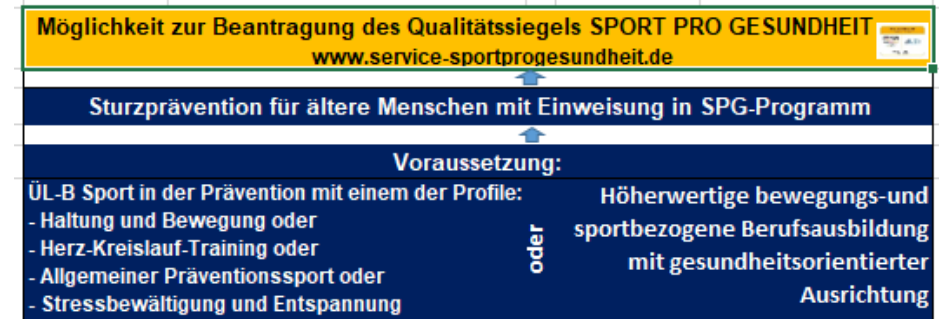 Möglichkeit zur Beantragung des Qualitätssiegels SPORT PRO GESUNDHEIT
www.service-sportprogesundheit.de
Sturzprävention für ältere Menschen mit Einweisung in SPG-Programm
Voraussetzung:
ÜL-B Sport in der Prävention mit einem der Profile:
- Haltung und Bewegung oder
- Herz-Kreislauf-Training oder
- Allgemeiner Präventionssport oder
- Stressbewältigung und Entspannung
oder
Höherwertige bewegungs-und
sportbezogene Berufsausbildung
mit gesundheitsorientierter
Ausrichtung